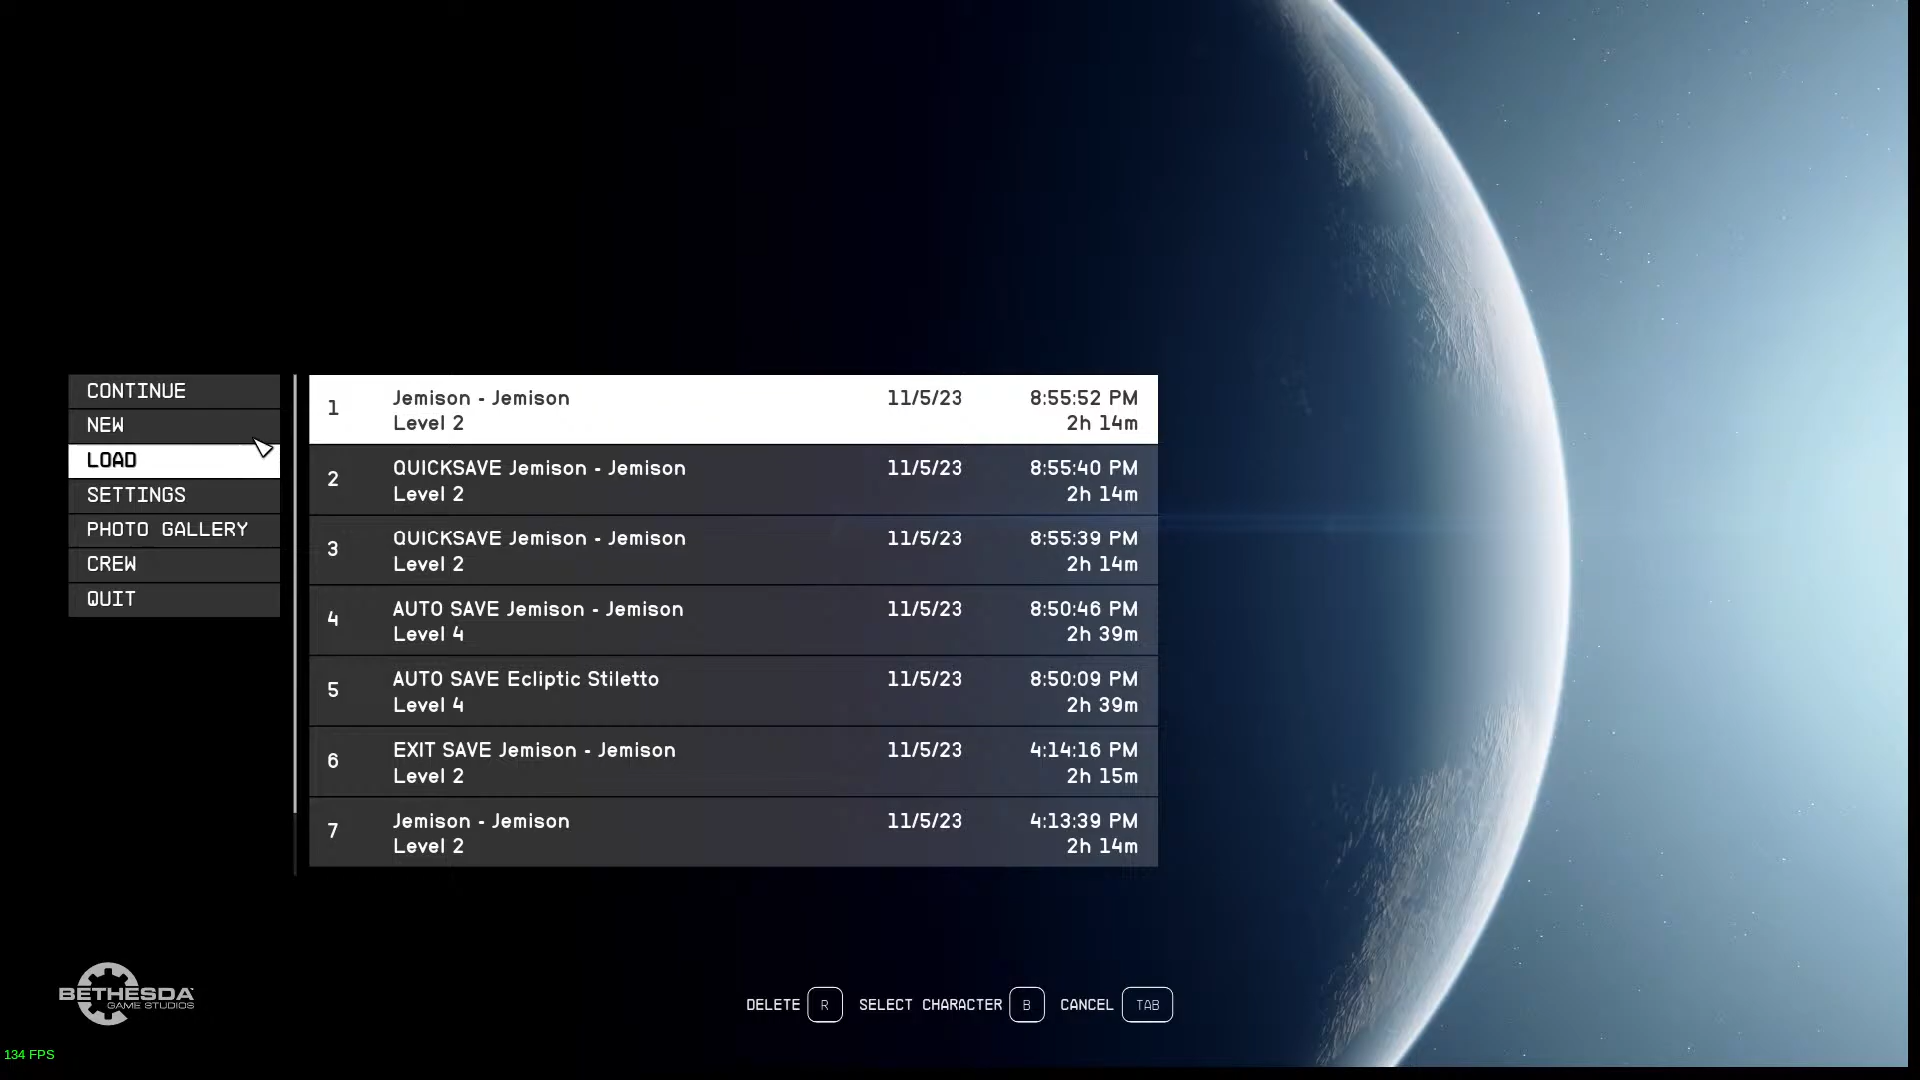 CONTINUE
NEW
LOAD
SETTINGS
PHOTO GALLERY
CREW
QUIT
1 Jemison - Jemison 11/5/23 8:55:52 PM
Level 2 2h 14m
2 QUICKSAVE Jemison - Jemison 11/5/23 8:55:40 PM
Level 2 2h 14m
3 QUICKSAVE Jemison - Jemison 11/5/23 8:55:39 PM
Level 2 2h 14m
4 AUTO SAVE Jemison - Jemison 11/5/23 8:50:46 PM
Level 4 2h 39m
5 AUTO SAVE Ecliptic Stiletto 11/5/23 8:50:09 PM
Level 4 2h 39m
6 EXIT SAVE Jemison - Jemison 11/5/23 4:14:16 PM
Level 2 2h 15m
7 Jemison - Jemison 11/5/23 4:13:39 PM
Level 2 2h 14m
BETHESDA
GAME STUDIOS
DELETE R SELECT CHARACTER B CANCEL TAB
134 FPS